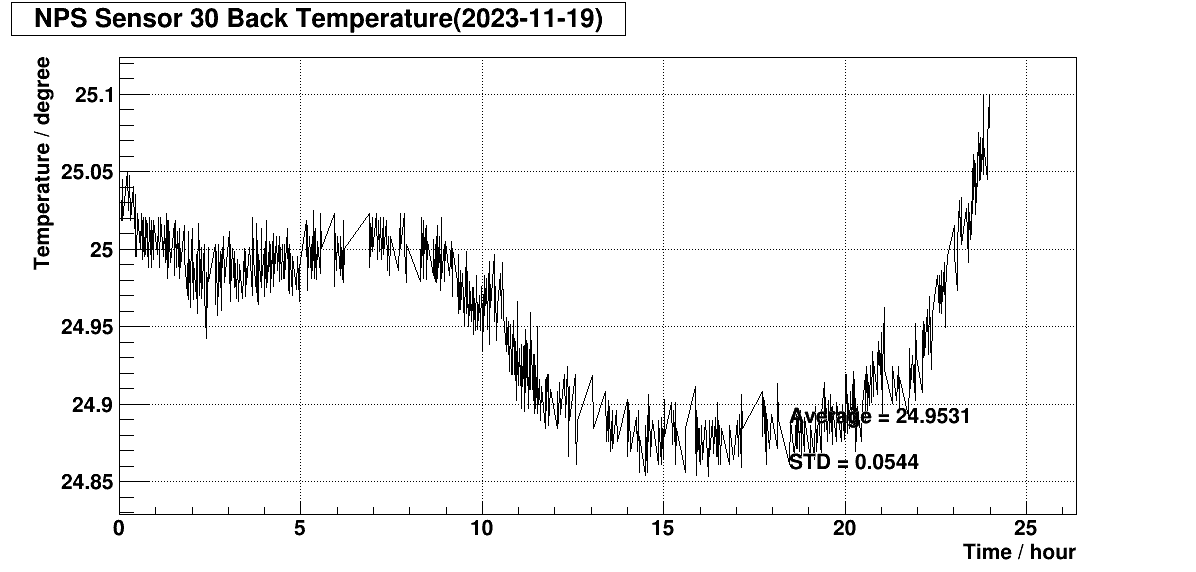 NPS Sensor 30 Back Temperature(2023-11-19)
Temperature / degree
25.1
25.05
25
24.95
24.9
24.85
Average = 24.9531
STD = 0.0544
0 5 10 15 20 25
Time / hour